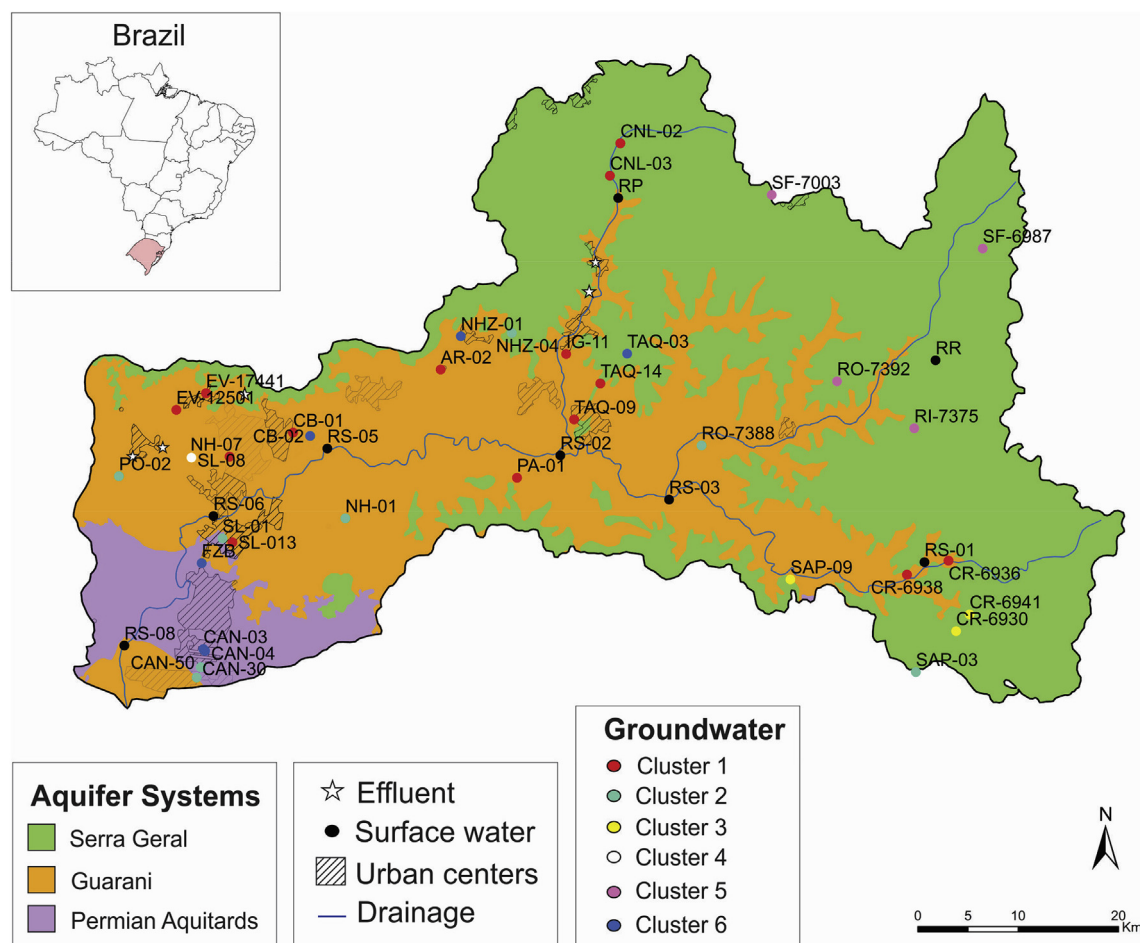 Brazil
CNL-02
CNL-03
RP
SF-7003
SF-6987
NHZ-01
NHZ-04
IG-11
TAQ-03
AR-02
TAQ-14
RR
RO-7392
EV-17441
EV-12501
TAQ-09
RI-7375
CB-01
CB-02
RS-05
RS-02
RO-7388
NH-07
SL-08
PO-02
PA-01
RS-03
RS-06
NH-01
SL-01
SL-013
FZB
RS-01
SAP-09
CR-6936
CR-6938
CR-6941
CR-6930
RS-08
CAN-03
CAN-04
CAN-50
CAN-30
SAP-03
Aquifer Systems
Serra Geral
Guarani
Permian Aquitards
Effluent
Surface water
Urban centers
Drainage
Groundwater
Cluster 1
Cluster 2
Cluster 3
Cluster 4
Cluster 5
Cluster 6
N
0 5 10 20
Km